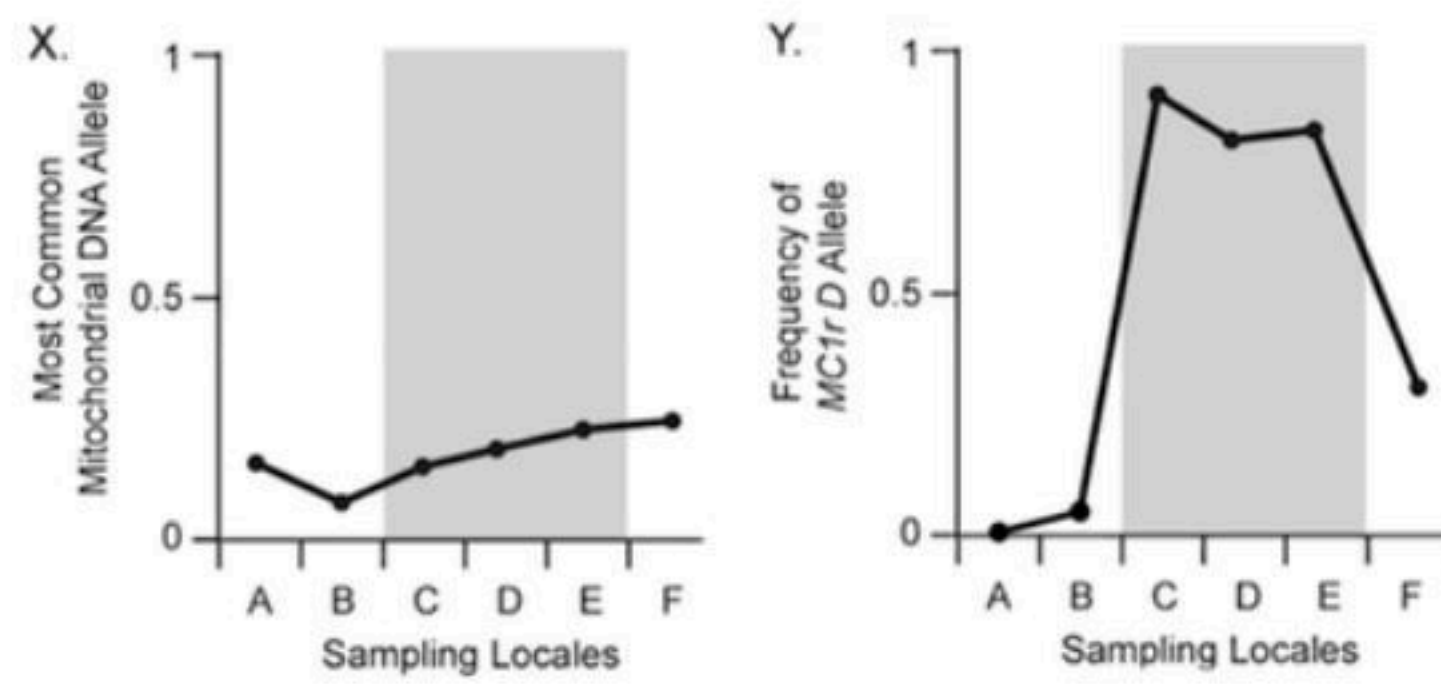 X.
Most Common
Mitochondrial DNA Allele
1
0.5
0
A B C D E F
Sampling Locales
Y.
Frequency of
MC1r D Allele
1
0.5
0
A B C D E F
Sampling Locales